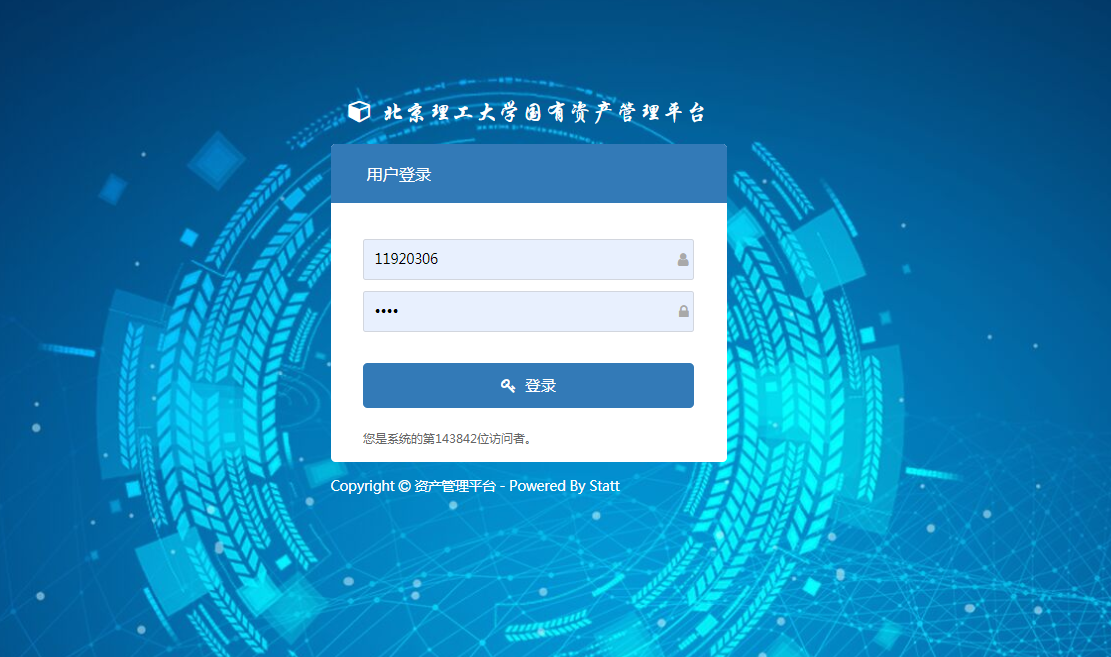 北京理工大学国有资产管理平台
用户登录
11920306
••••
登录
您是系统的第143842位访问者。
Copyright © 资产管理平台 - Powered By Statt